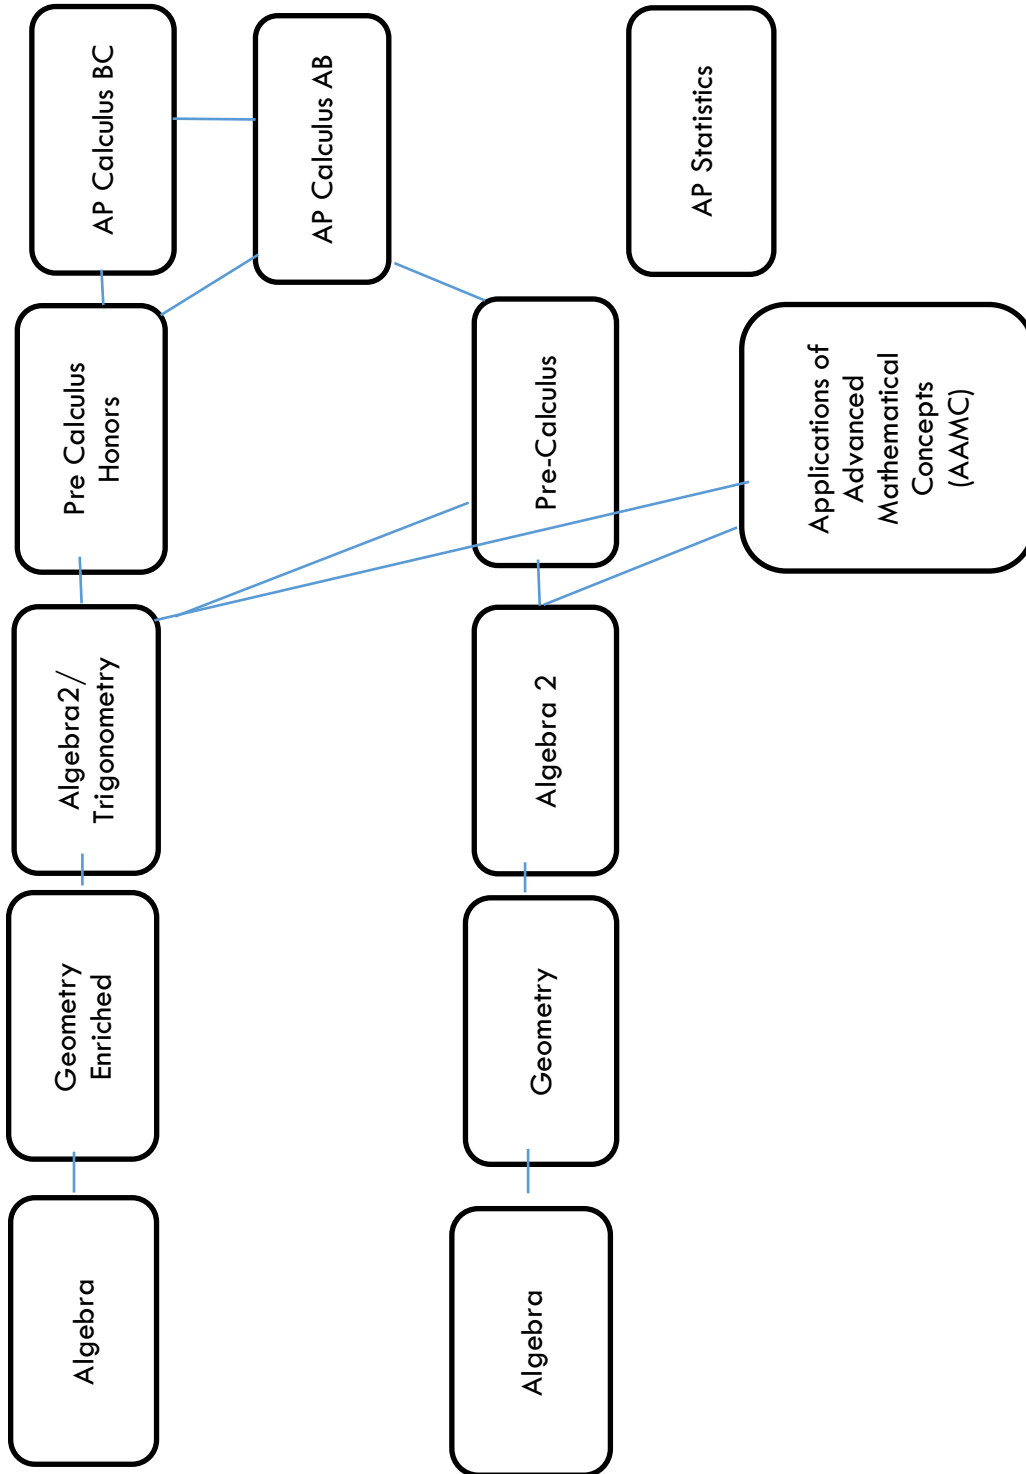 Algebra
Geometry
Enriched
Algebra2/
Trigonometry
Pre Calculus
Honors
AP Calculus BC
AP Calculus AB
Algebra
Geometry
Algebra 2
Pre-Calculus
AP Statistics
Applications of
Advanced
Mathematical
Concepts
(AAMC)